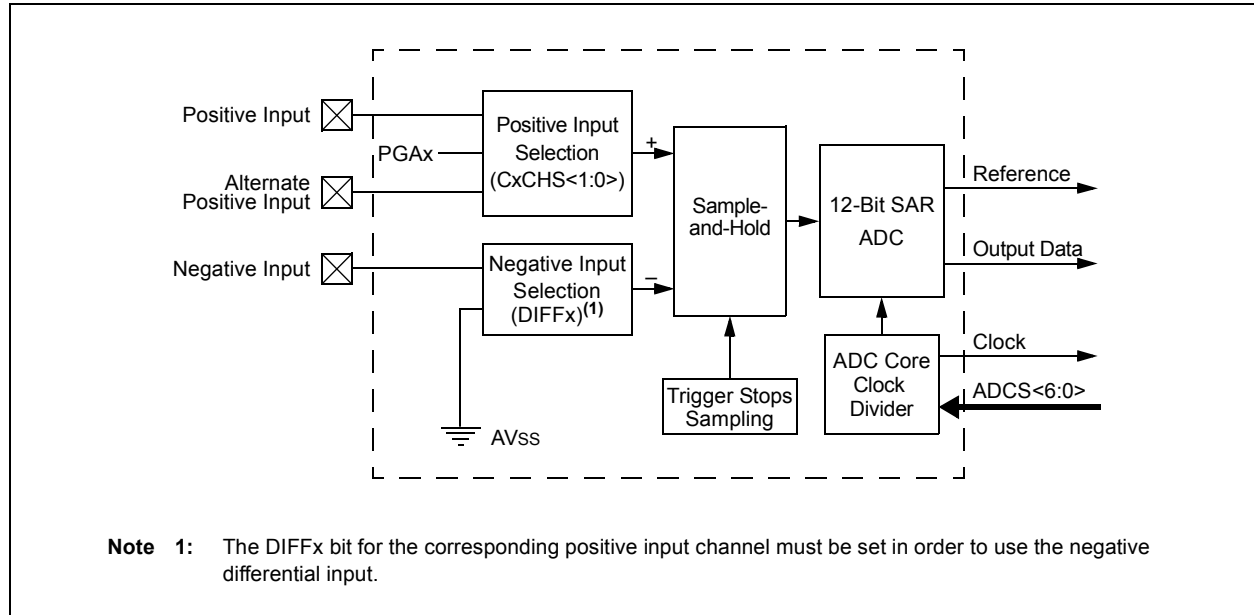 Positive Input
PGAx
Alternate
Positive Input
Negative Input
Positive Input
Selection
(CxCHS<1:0>)
+
Negative Input
Selection
(DIFFx)(1)
–
AVSS
Sample-
and-Hold
Trigger Stops
Sampling
12-Bit SAR
ADC
ADC Core
Clock
Divider
Reference
Output Data
Clock
ADCS<6:0>
Note 1: The DIFFx bit for the corresponding positive input channel must be set in order to use the negative
differential input.